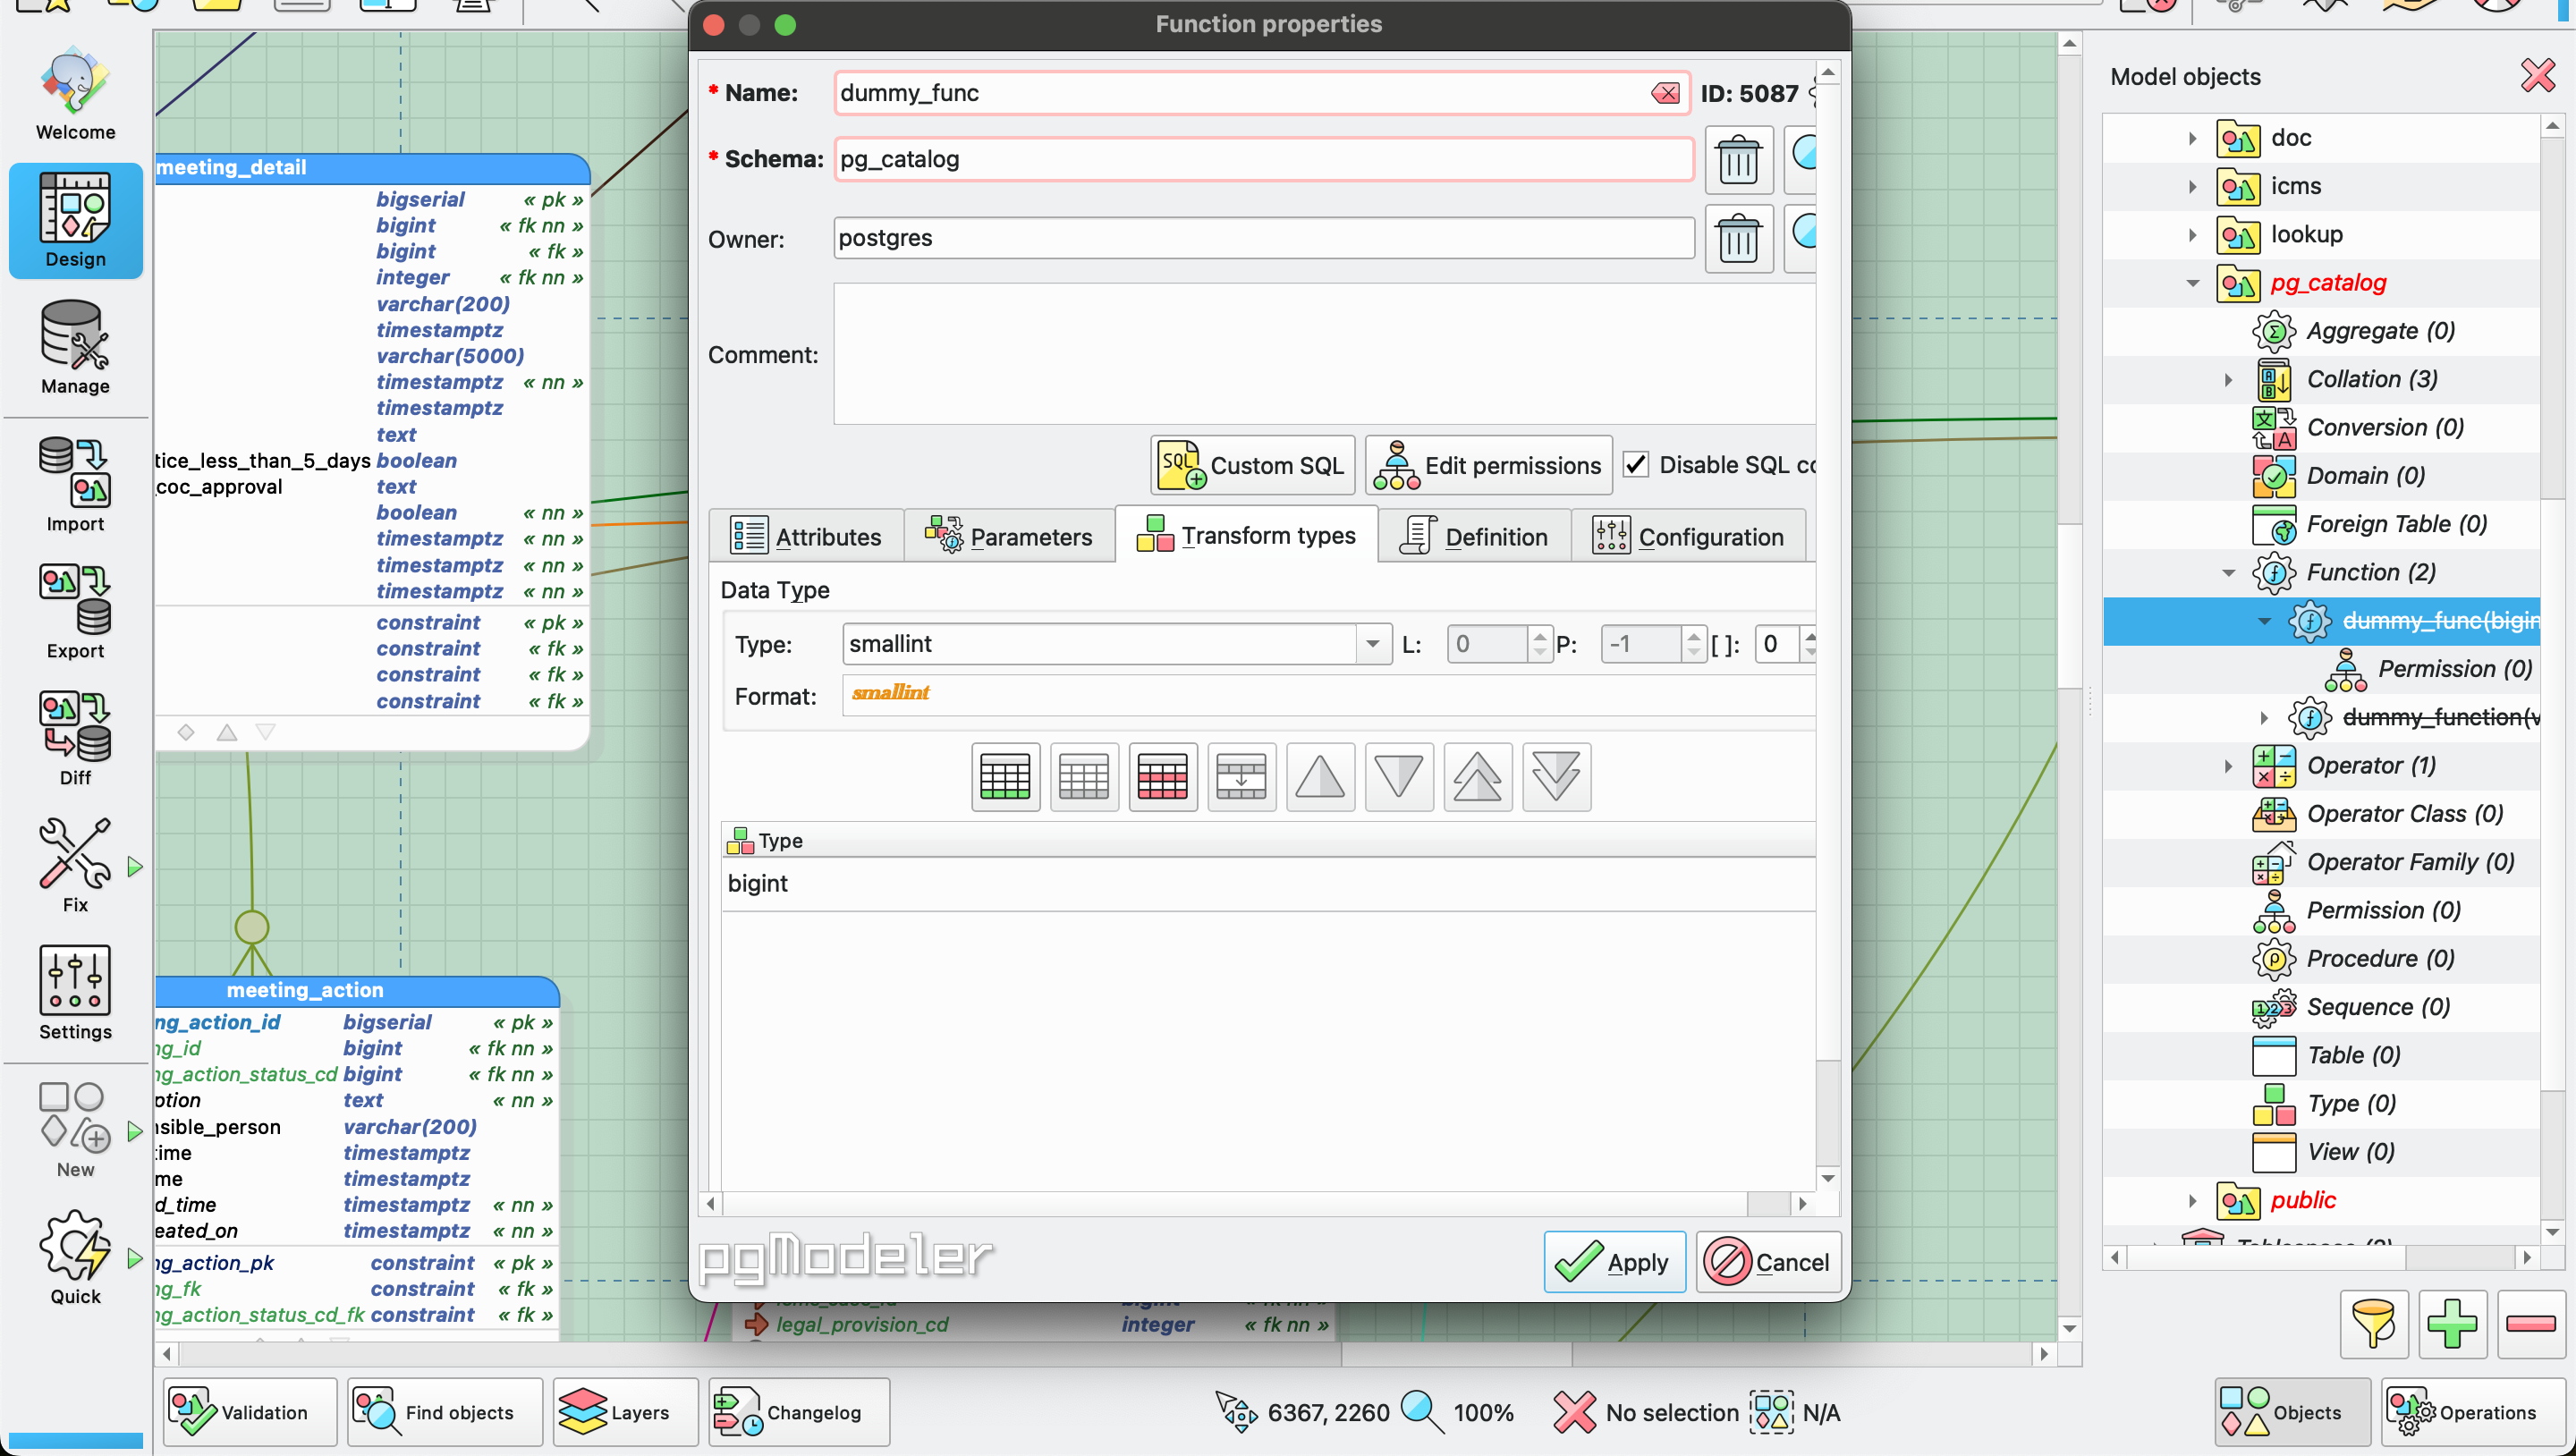 Function properties
Welcome
Design
Manage
Import
Export
Diff
Fix
Settings
New
Quick
meeting_detail
bigserial « pk »
bigint « fk nn »
bigint « fk »
integer « fk nn »
varchar(200)
timestamptz
varchar(5000)
timestamptz « nn »
timestamptz
text
tice_less_than_5_days boolean
coc_approval text
boolean « nn »
timestamptz « nn »
timestamptz « nn »
timestamptz « nn »
constraint « pk »
constraint « fk »
constraint « fk »
constraint « fk »
meeting_action
ng_action_id bigserial « pk »
ng_id bigint « fk nn »
ng_action_status_cd bigint « fk nn »
ption text « nn »
nsible_person varchar(200)
time timestamptz
me timestamptz
d_time timestamptz « nn »
eated_on timestamptz « nn »
ng_action_pk constraint « pk »
ng_fk constraint « fk »
ng_action_status_cd_fk constraint « fk »
* Name: dummy_func ID: 5087
* Schema: pg_catalog
Owner: postgres
Comment:
SQL Custom SQL Edit permissions Disable SQL co
Attributes Parameters Transform types Definition Configuration
Data Type
Type: smallint L: 0 P: -1 [ ]: 0
Format: smallint
Type
bigint
pgModeler
Apply Cancel
legal_provision_cd integer « fk nn »
Model objects
doc
icms
lookup
pg_catalog
Aggregate (0)
Collation (3)
Conversion (0)
Domain (0)
Foreign Table (0)
Function (2)
dummy_func(bigin
Permission (0)
dummy_function(v
Operator (1)
Operator Class (0)
Operator Family (0)
Permission (0)
Procedure (0)
Sequence (0)
Table (0)
Type (0)
View (0)
public
Validation Find objects Layers Changelog
6367, 2260 100% No selection N/A
Objects Operations